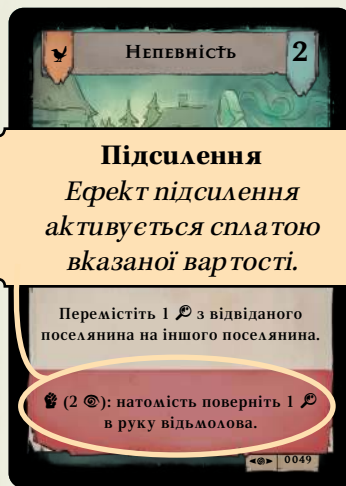 Непевність 2
Підсилення
Ефект підсилення
активується сплатою
вказаної вартості.
Перемістіть 1 з відвіданого
поселянина на іншого поселянина.
(2 ): натомість поверніть 1
в руку відьмолова.
0049